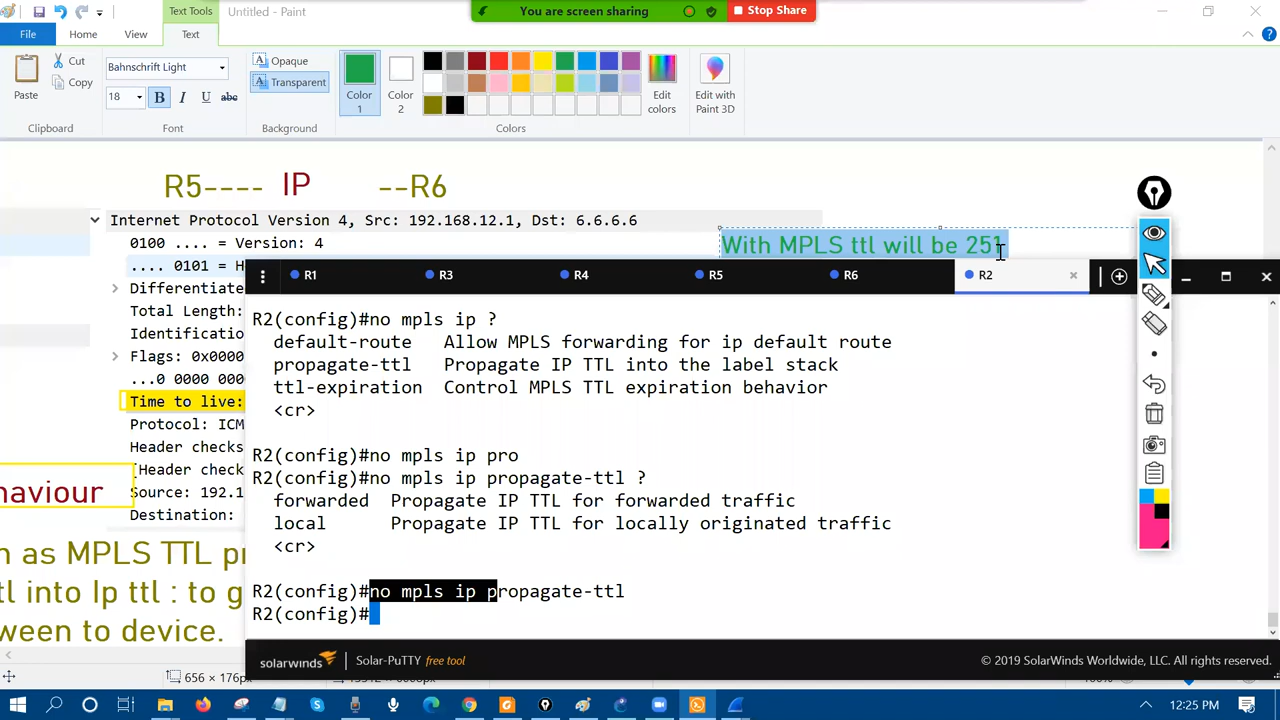 Text Tools
Untitled - Paint
You are screen sharing
Stop Share
File
Home
View
Text
Paste
Cut
Copy
Clipboard
Bahnschrift Light
18
B
I
U
abc
Font
Opaque
Transparent
Background
Color
1
Color
2
Edit
colors
Edit with
Paint 3D
Colors
R5---- IP --R6
Internet Protocol Version 4, Src: 192.168.12.1, Dst: 6.6.6.6
0100 .... = Version: 4
With MPLS ttl will be 251
.... 0101 = H
Differentiate
Total Length:
Identificatio
Flags: 0x0000
...0 0000 000
Time to live:
Protocol: ICM
Header checks
[Header check
Source: 192.1
Destination:
haviour
n as MPLS TTL pr
tl into Ip ttl : to g
ween to device.
R1
R3
R4
R5
R6
R2
R2(config)#no mpls ip ?
default-route Allow MPLS forwarding for ip default route
propagate-ttl Propagate IP TTL into the label stack
ttl-expiration Control MPLS TTL expiration behavior
<cr>
R2(config)#no mpls ip pro
R2(config)#no mpls ip propagate-ttl ?
forwarded Propagate IP TTL for forwarded traffic
local Propagate IP TTL for locally originated traffic
<cr>
R2(config)#no mpls ip propagate-ttl
R2(config)#
solarwinds
Solar-PuTTY free tool
© 2019 SolarWinds Worldwide, LLC. All rights reserved.
656 × 176px
12:25 PM